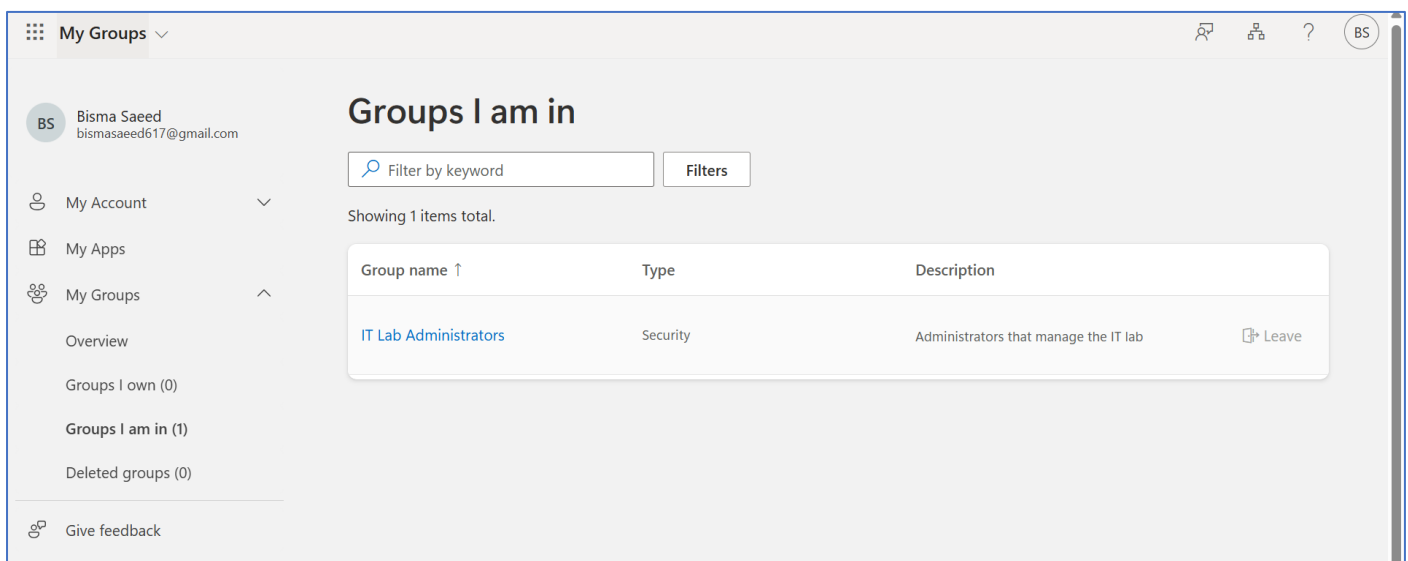 My Groups
BS
BS
Bisma Saeed
bismasaeed617@gmail.com
My Account
My Apps
My Groups
Overview
Groups I own (0)
Groups I am in (1)
Deleted groups (0)
Give feedback
Groups I am in
Filter by keyword
Filters
Showing 1 items total.
Group name ↑ Type Description
IT Lab Administrators Security Administrators that manage the IT lab Leave